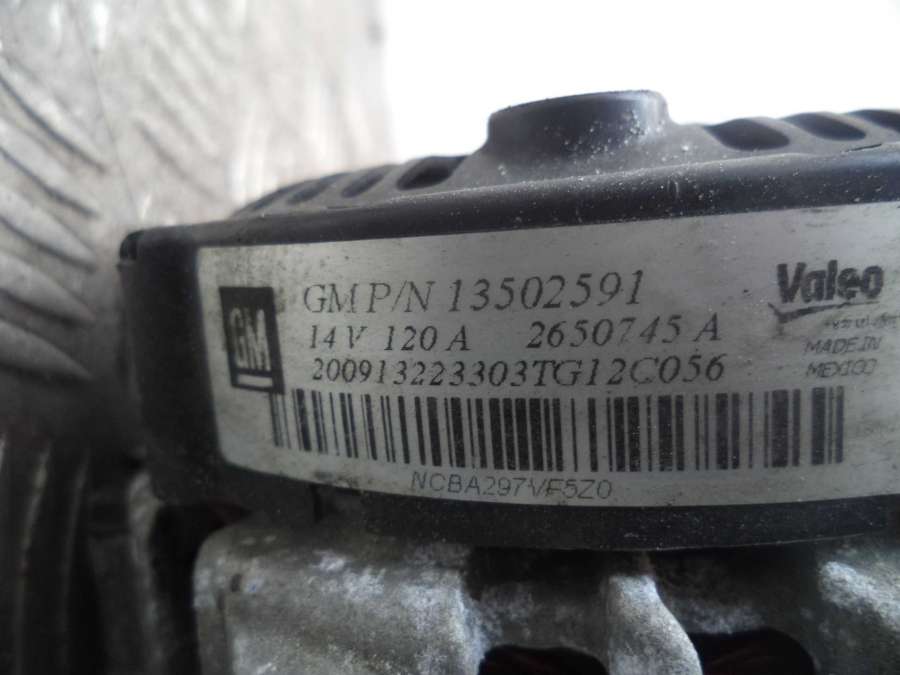 GM
GM P/N 13502591
14 V 120 A 2650745 A
200913223303TG12C056
Valeo
MADE IN
MEXICO
NCBA297VF5Z0